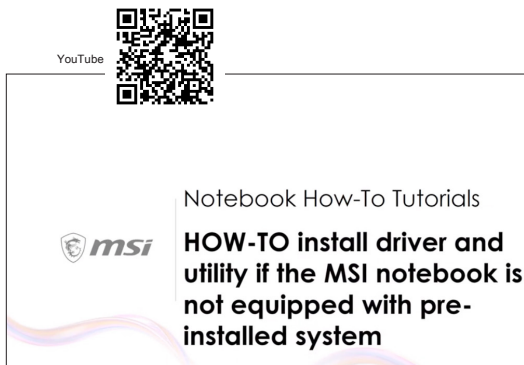 YouTube
Notebook How-To Tutorials
msi
HOW-TO install driver and
utility if the MSI notebook is
not equipped with pre-
installed system